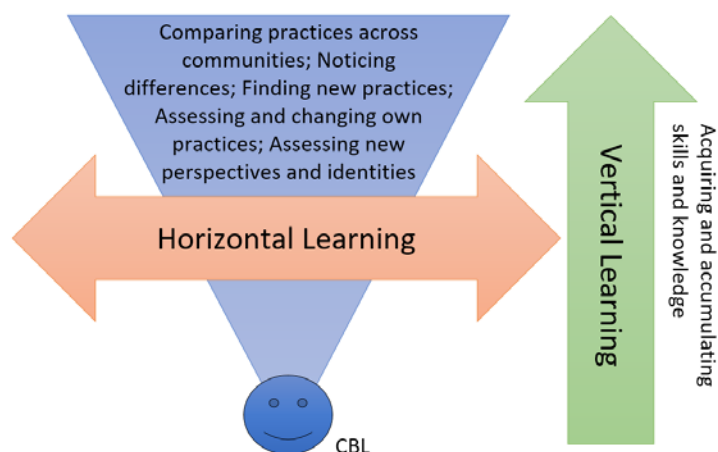 Comparing practices across
communities; Noticing
differences; Finding new practices;
Assessing and changing own
practices; Assessing new
perspectives and identities
Horizontal Learning
CBL
Vertical Learning
Acquiring and accumulating
skills and knowledge